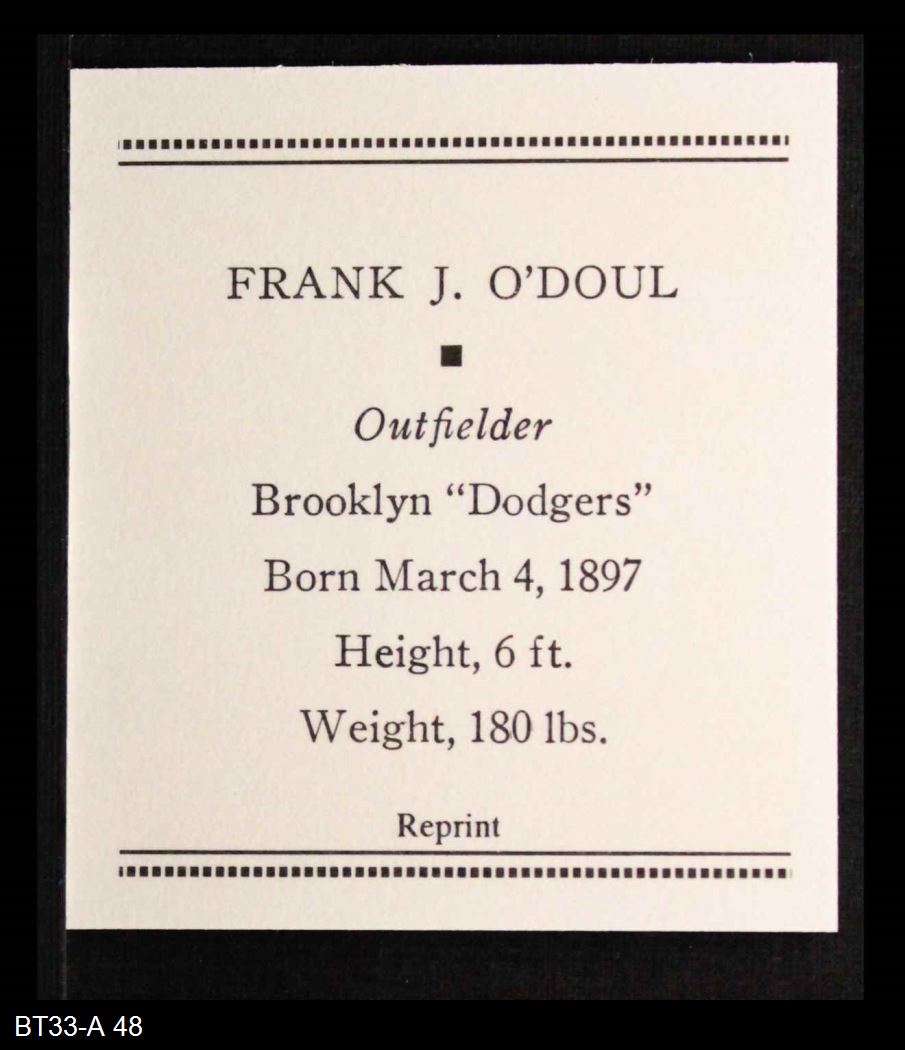 FRANK J. O'DOUL
Outfielder
Brooklyn “Dodgers”
Born March 4, 1897
Height, 6 ft.
Weight, 180 lbs.
Reprint
BT33-A 48